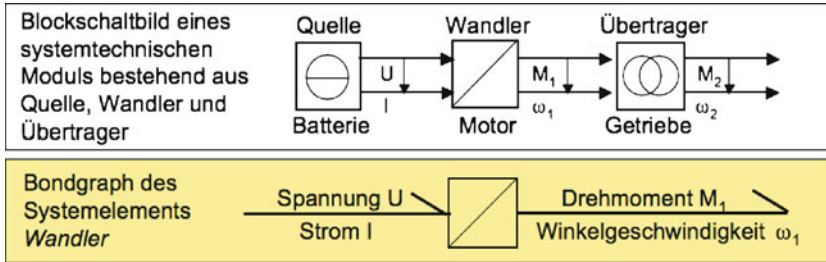 Blockschaltbild eines
systemtechnischen
Moduls bestehend aus
Quelle, Wandler und
Übertrager
Quelle Wandler Übertrager
U M₁ M₂
I ω₁ ω₂
Batterie Motor Getriebe
Bondgraph des
Systemelements
Wandler
Spannung U Drehmoment M₁
Strom I Winkelgeschwindigkeit ω₁